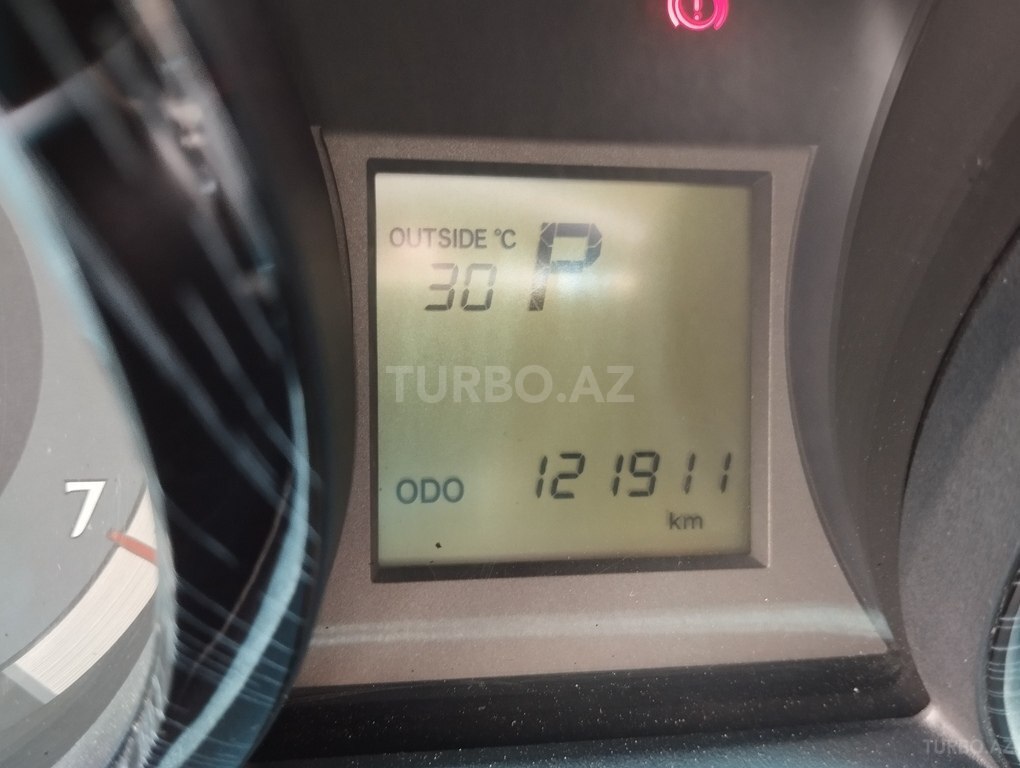 OUTSIDE °C P
30
TURBO.AZ
ODO 121911
km
7
TURBO.AZ